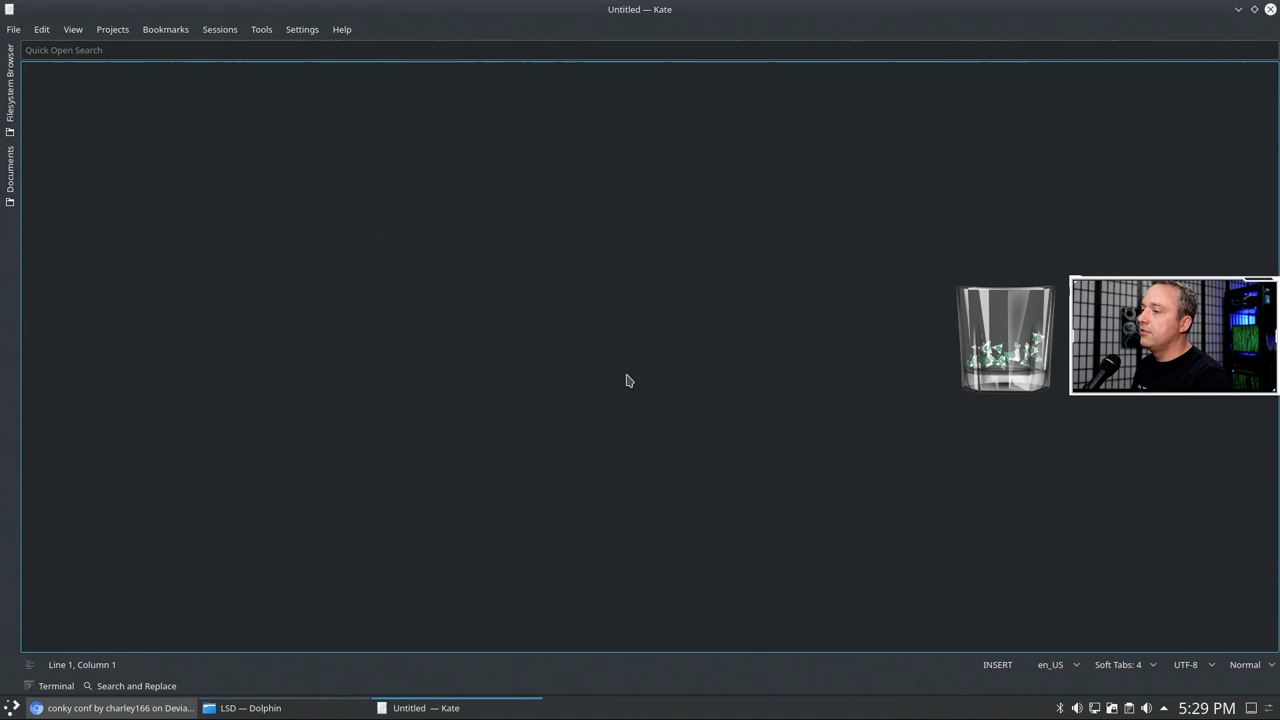 Untitled — Kate
File Edit View Projects Bookmarks Sessions Tools Settings Help
Quick Open Search
Filesystem Browser
Documents
Line 1, Column 1
INSERT en_US Soft Tabs: 4 UTF-8 Normal
Terminal Search and Replace
conky conf by charley166 on Devia... LSD — Dolphin Untitled — Kate 5:29 PM